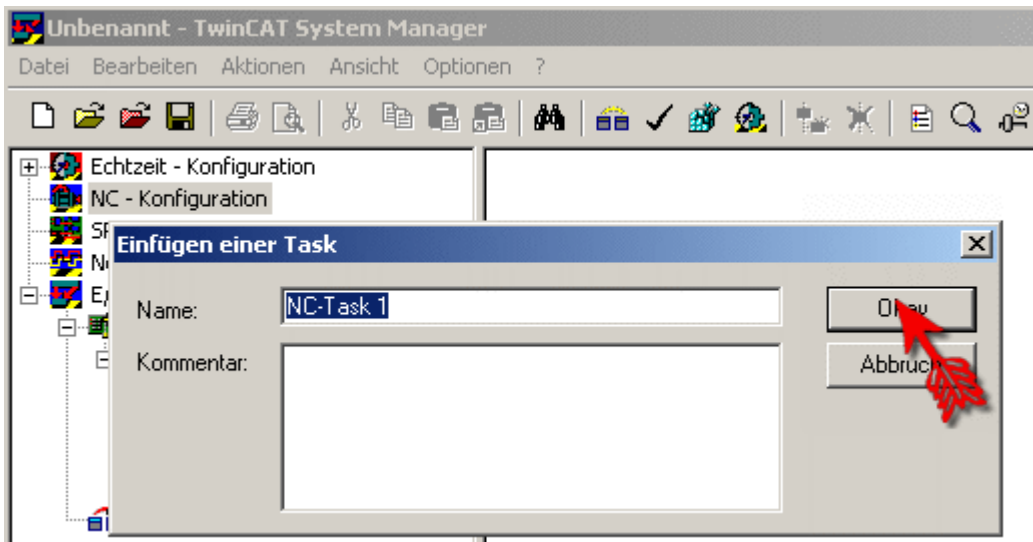 Unbenannt - TwinCAT System Manager
Datei Bearbeiten Aktionen Ansicht Optionen ?
Echtzeit - Konfiguration
NC - Konfiguration
Einfügen einer Task
Name:
NC-Task 1
Kommentar:
Abbruch